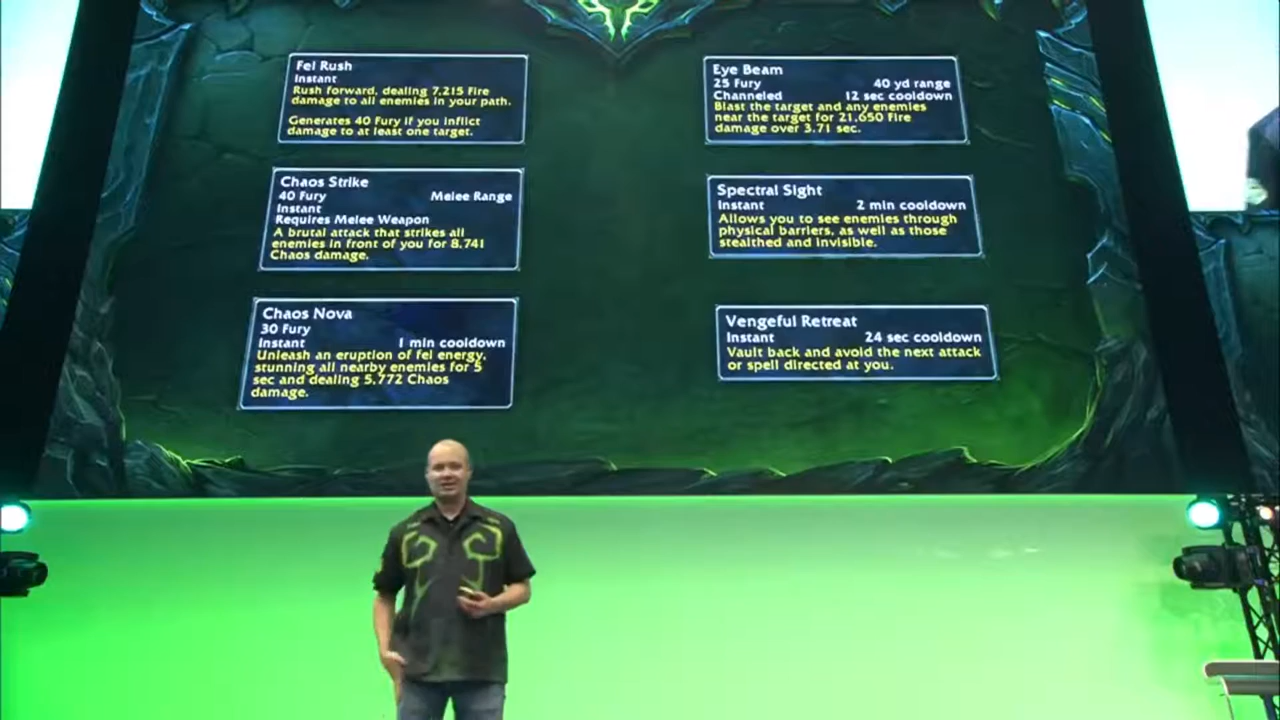 Fel Rush
Instant
Rush forward, dealing 7,215 Fire
damage to all enemies in your path.
Generates 40 Fury if you inflict
damage to at least one target.
Chaos Strike
40 Fury Melee Range
Instant
Requires Melee Weapon
A brutal attack that strikes all
enemies in front of you for 8,741
Chaos damage.
Chaos Nova
30 Fury
Instant 1 min cooldown
Unleash an eruption of fel energy,
stunning all nearby enemies for 5
sec and dealing 5,772 Chaos
damage.
Eye Beam
25 Fury 40 yd range
Channeled 12 sec cooldown
Blast the target and any enemies
near the target for 21,650 Fire
damage over 3.71 sec.
Spectral Sight
Instant 2 min cooldown
Allows you to see enemies through
physical barriers, as well as those
stealthed and invisible.
Vengeful Retreat
Instant 24 sec cooldown
Vault back and avoid the next attack
or spell directed at you.